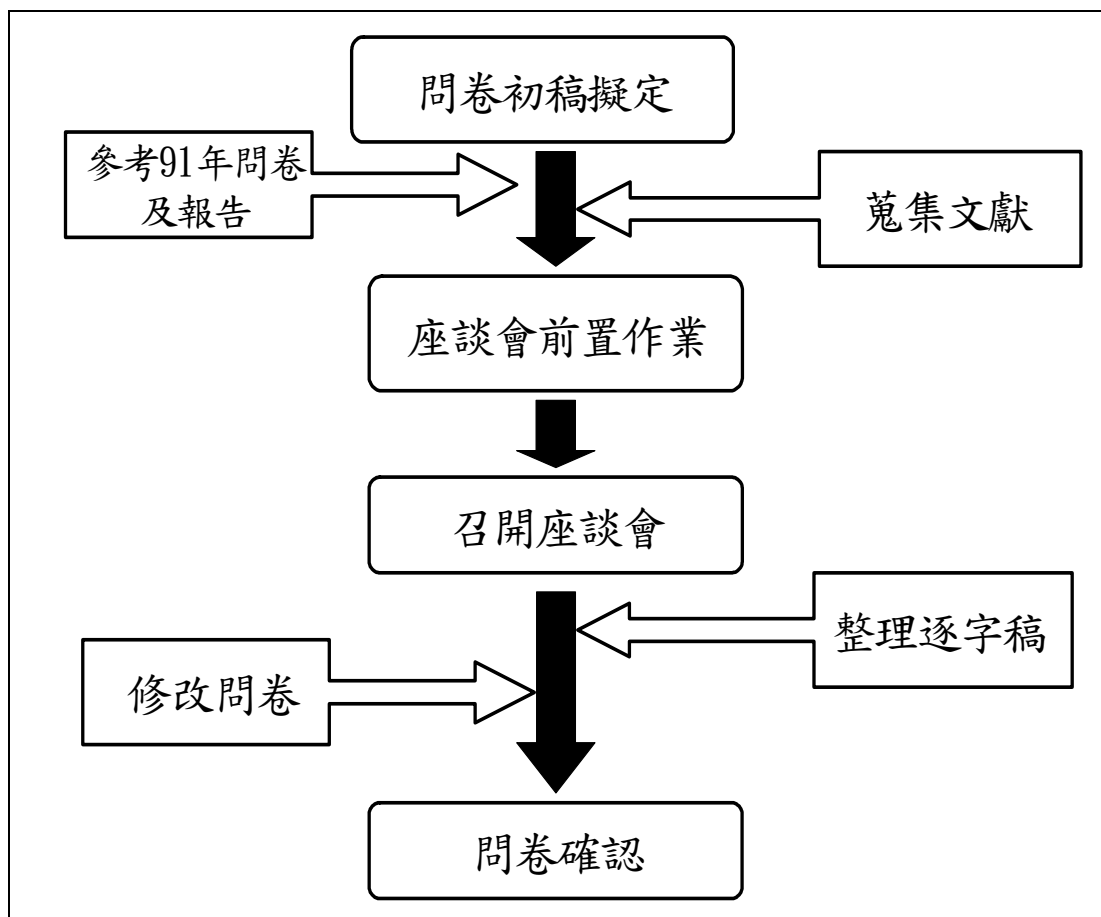 問卷初稿擬定
參考91年問卷
及報告
蒐集文獻
座談會前置作業
召開座談會
整理逐字稿
修改問卷
問卷確認